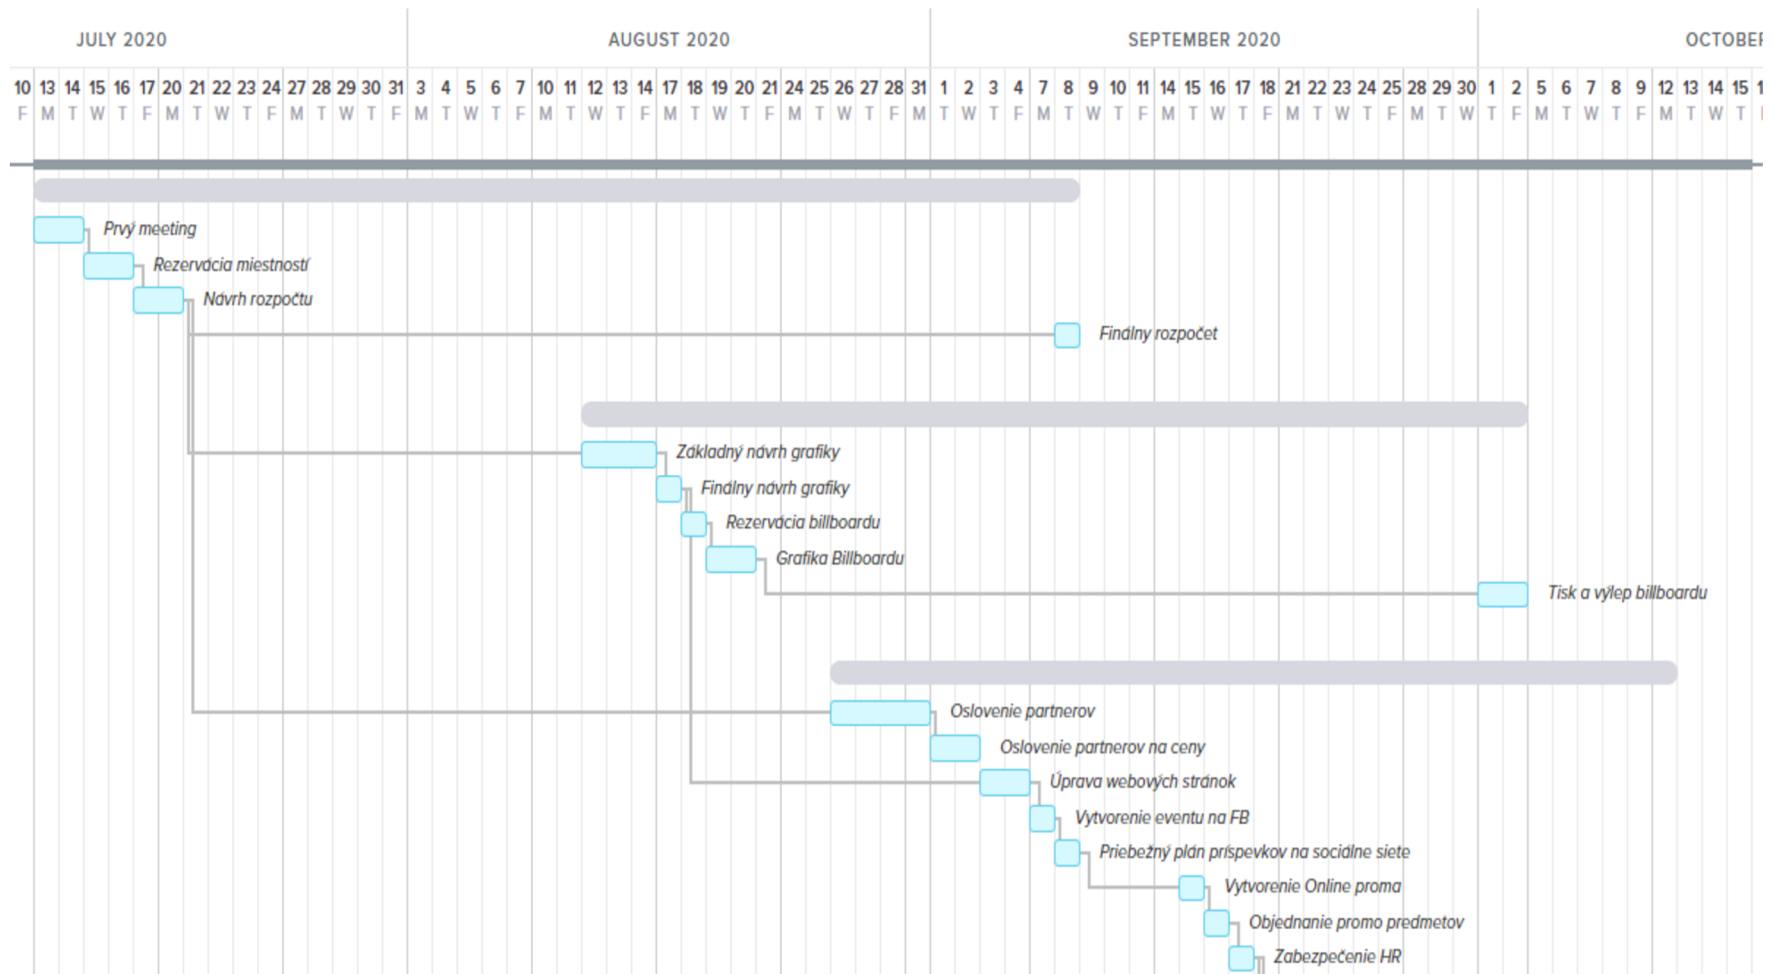 JULY 2020 AUGUST 2020 SEPTEMBER 2020 OCTOBER
10 13 14 15 16 17 20 21 22 23 24 27 28 29 30 31 3 4 5 6 7 10 11 12 13 14 17 18 19 20 21 24 25 26 27 28 31 1 2 3 4 7 8 9 10 11 14 15 16 17 18 21 22 23 24 25 28 29 30 1 2 5 6 7 8 9 12 13 14 15
F M T W T F M T W T F M T W T F M T W T F M T W T F M T W T F M T W T F M T W T F M T W T F M T W T F M T W T F M T W T F M T W T F M T W T
Prvý meeting
Rezervácia miestností
Návrh rozpočtu
Finálny rozpočet
Základný návrh grafiky
Finálny návrh grafiky
Rezervácia billboardu
Grafika Billboardu
Tisk a výlep billboardu
Oslovenie partnerov
Oslovenie partnerov na ceny
Úprava webových stránok
Vytvorenie eventu na FB
Priebežný plán príspevkov na sociálne siete
Vytvorenie Online proma
Objednanie promo predmetov
Zabezpečenie HR